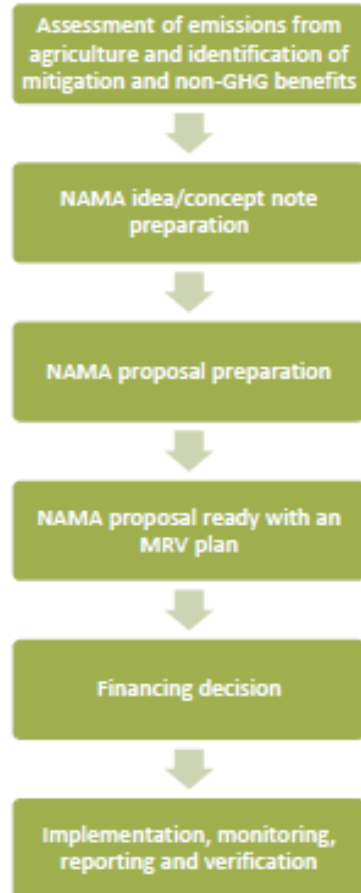 Assessment of emissions from
agriculture and identification of
mitigation and non-GHG benefits
NAMA idea/concept note
preparation
NAMA proposal preparation
NAMA proposal ready with an
MRV plan
Financing decision
Implementation, monitoring,
reporting and verification